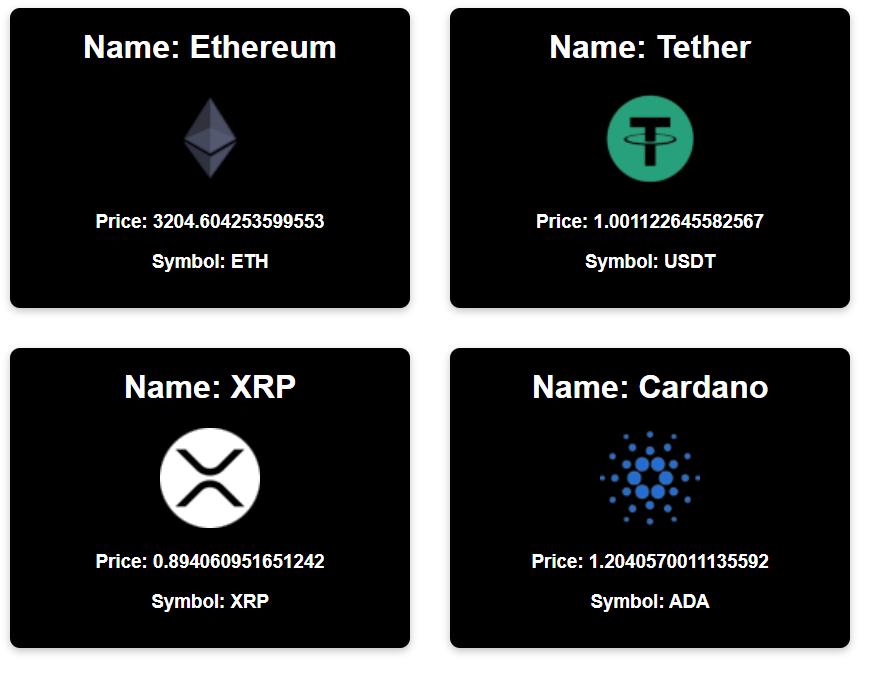 Name: Ethereum
Price: 3204.604253599553
Symbol: ETH
Name: Tether
Price: 1.001122645582567
Symbol: USDT
Name: XRP
Price: 0.894060951651242
Symbol: XRP
Name: Cardano
Price: 1.2040570011135592
Symbol: ADA